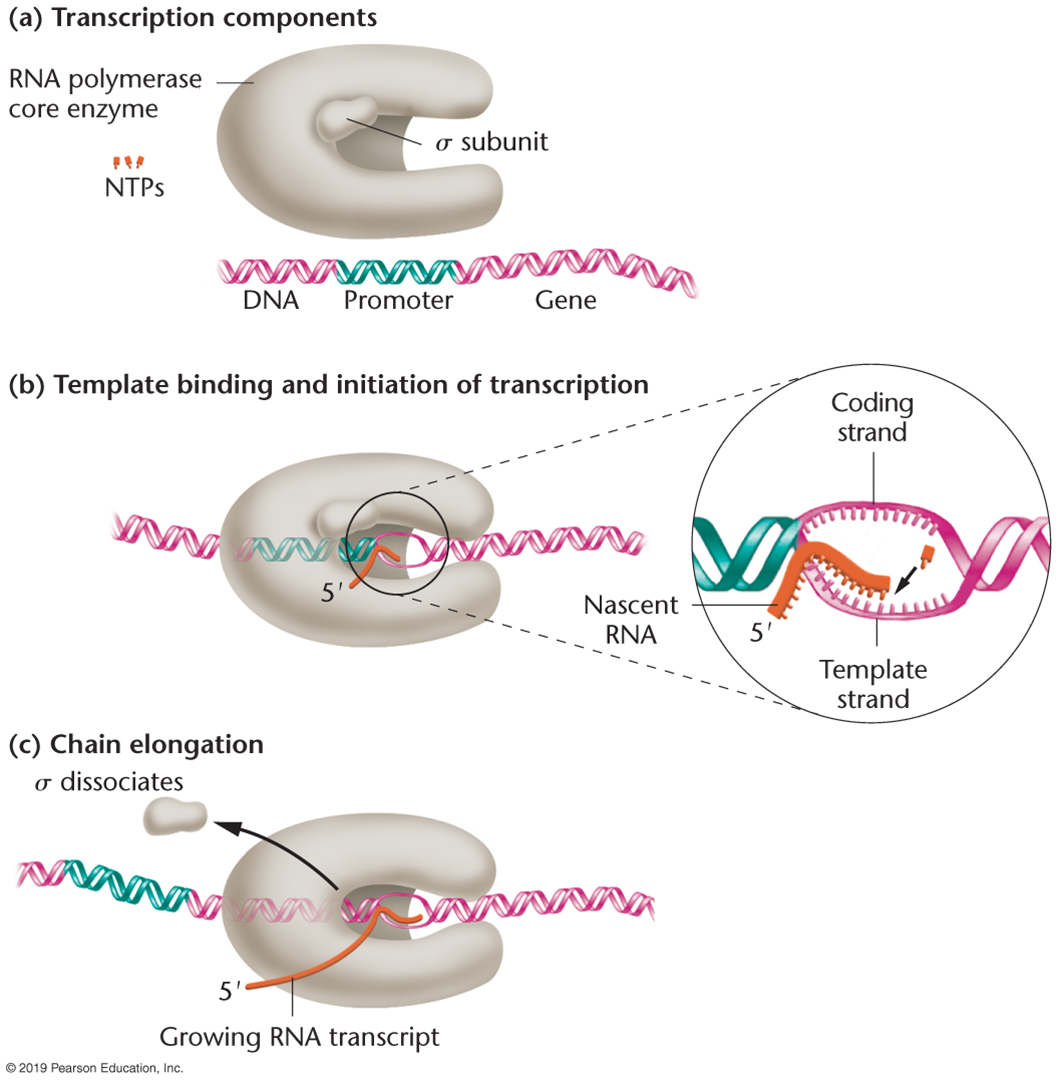 (a) Transcription components
RNA polymerase
core enzyme
σ subunit
NTPs
DNA
Promoter
Gene
(b) Template binding and initiation of transcription
Coding
strand
5′
Nascent
RNA
5′
Template
strand
(c) Chain elongation
σ dissociates
5′
Growing RNA transcript
© 2019 Pearson Education, Inc.